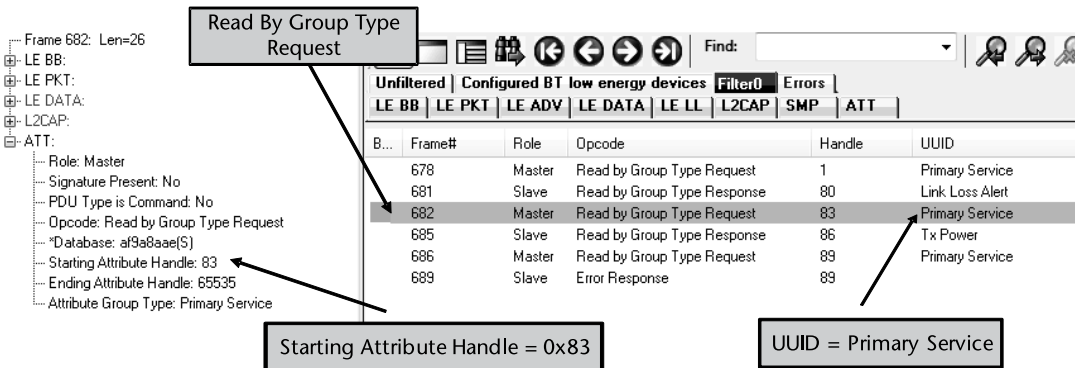 Read By Group Type
Request
Frame 682: Len=26
LE BB:
LE PKT:
LE DATA:
L2CAP:
ATT:
Role: Master
Signature Present: No
PDU Type is Command: No
Opcode: Read by Group Type Request
*Database: af9a8aae(S)
Starting Attribute Handle: 83
Ending Attribute Handle: 65535
Attribute Group Type: Primary Service
Find:
Unfiltered Configured BT low energy devices Filter0 Errors
LE BB LE PKT LE ADV LE DATA LE LL L2CAP SMP ATT
B... Frame# Role Opcode Handle UUID
678 Master Read by Group Type Request 1 Primary Service
681 Slave Read by Group Type Response 80 Link Loss Alert
682 Master Read by Group Type Request 83 Primary Service
685 Slave Read by Group Type Response 86 Tx Power
686 Master Read by Group Type Request 89 Primary Service
689 Slave Error Response 89
Starting Attribute Handle = 0x83
UUID = Primary Service